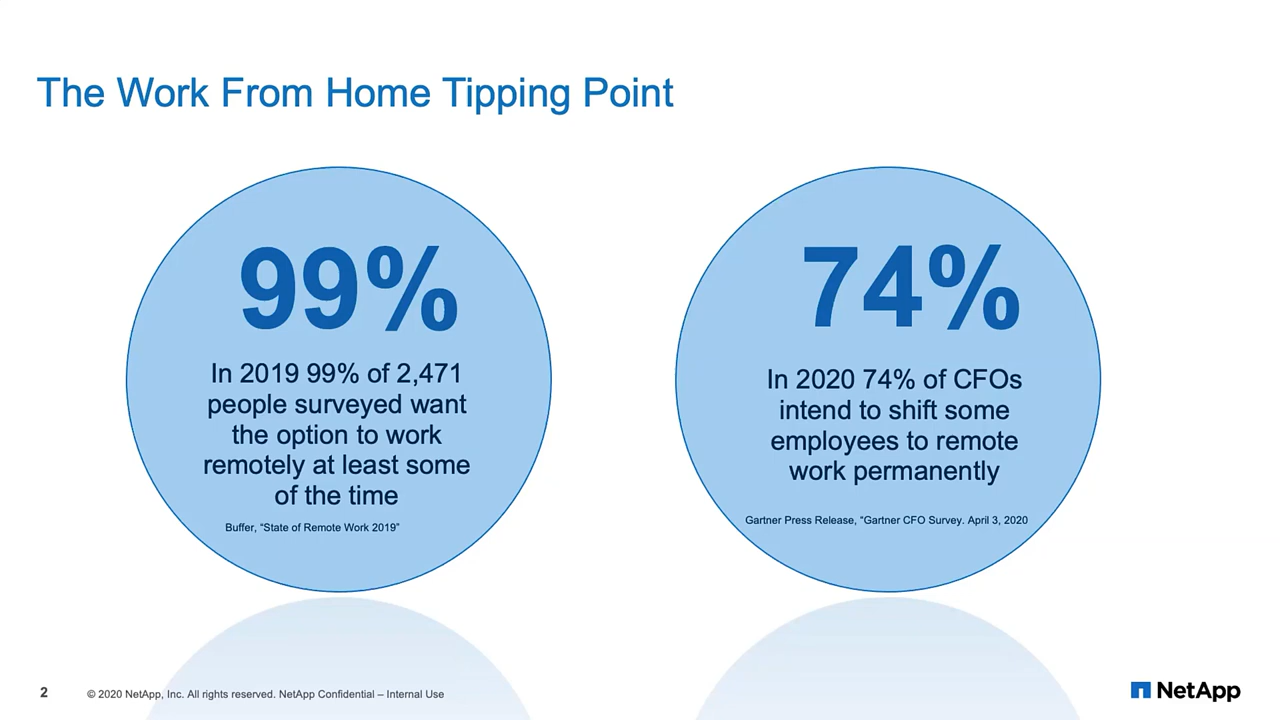 The Work From Home Tipping Point
99%
In 2019 99% of 2,471
people surveyed want
the option to work
remotely at least some
of the time
Buffer, “State of Remote Work 2019”
74%
In 2020 74% of CFOs
intend to shift some
employees to remote
work permanently
Gartner Press Release, “Gartner CFO Survey. April 3, 2020
2
© 2020 NetApp, Inc. All rights reserved. NetApp Confidential – Internal Use
NetApp